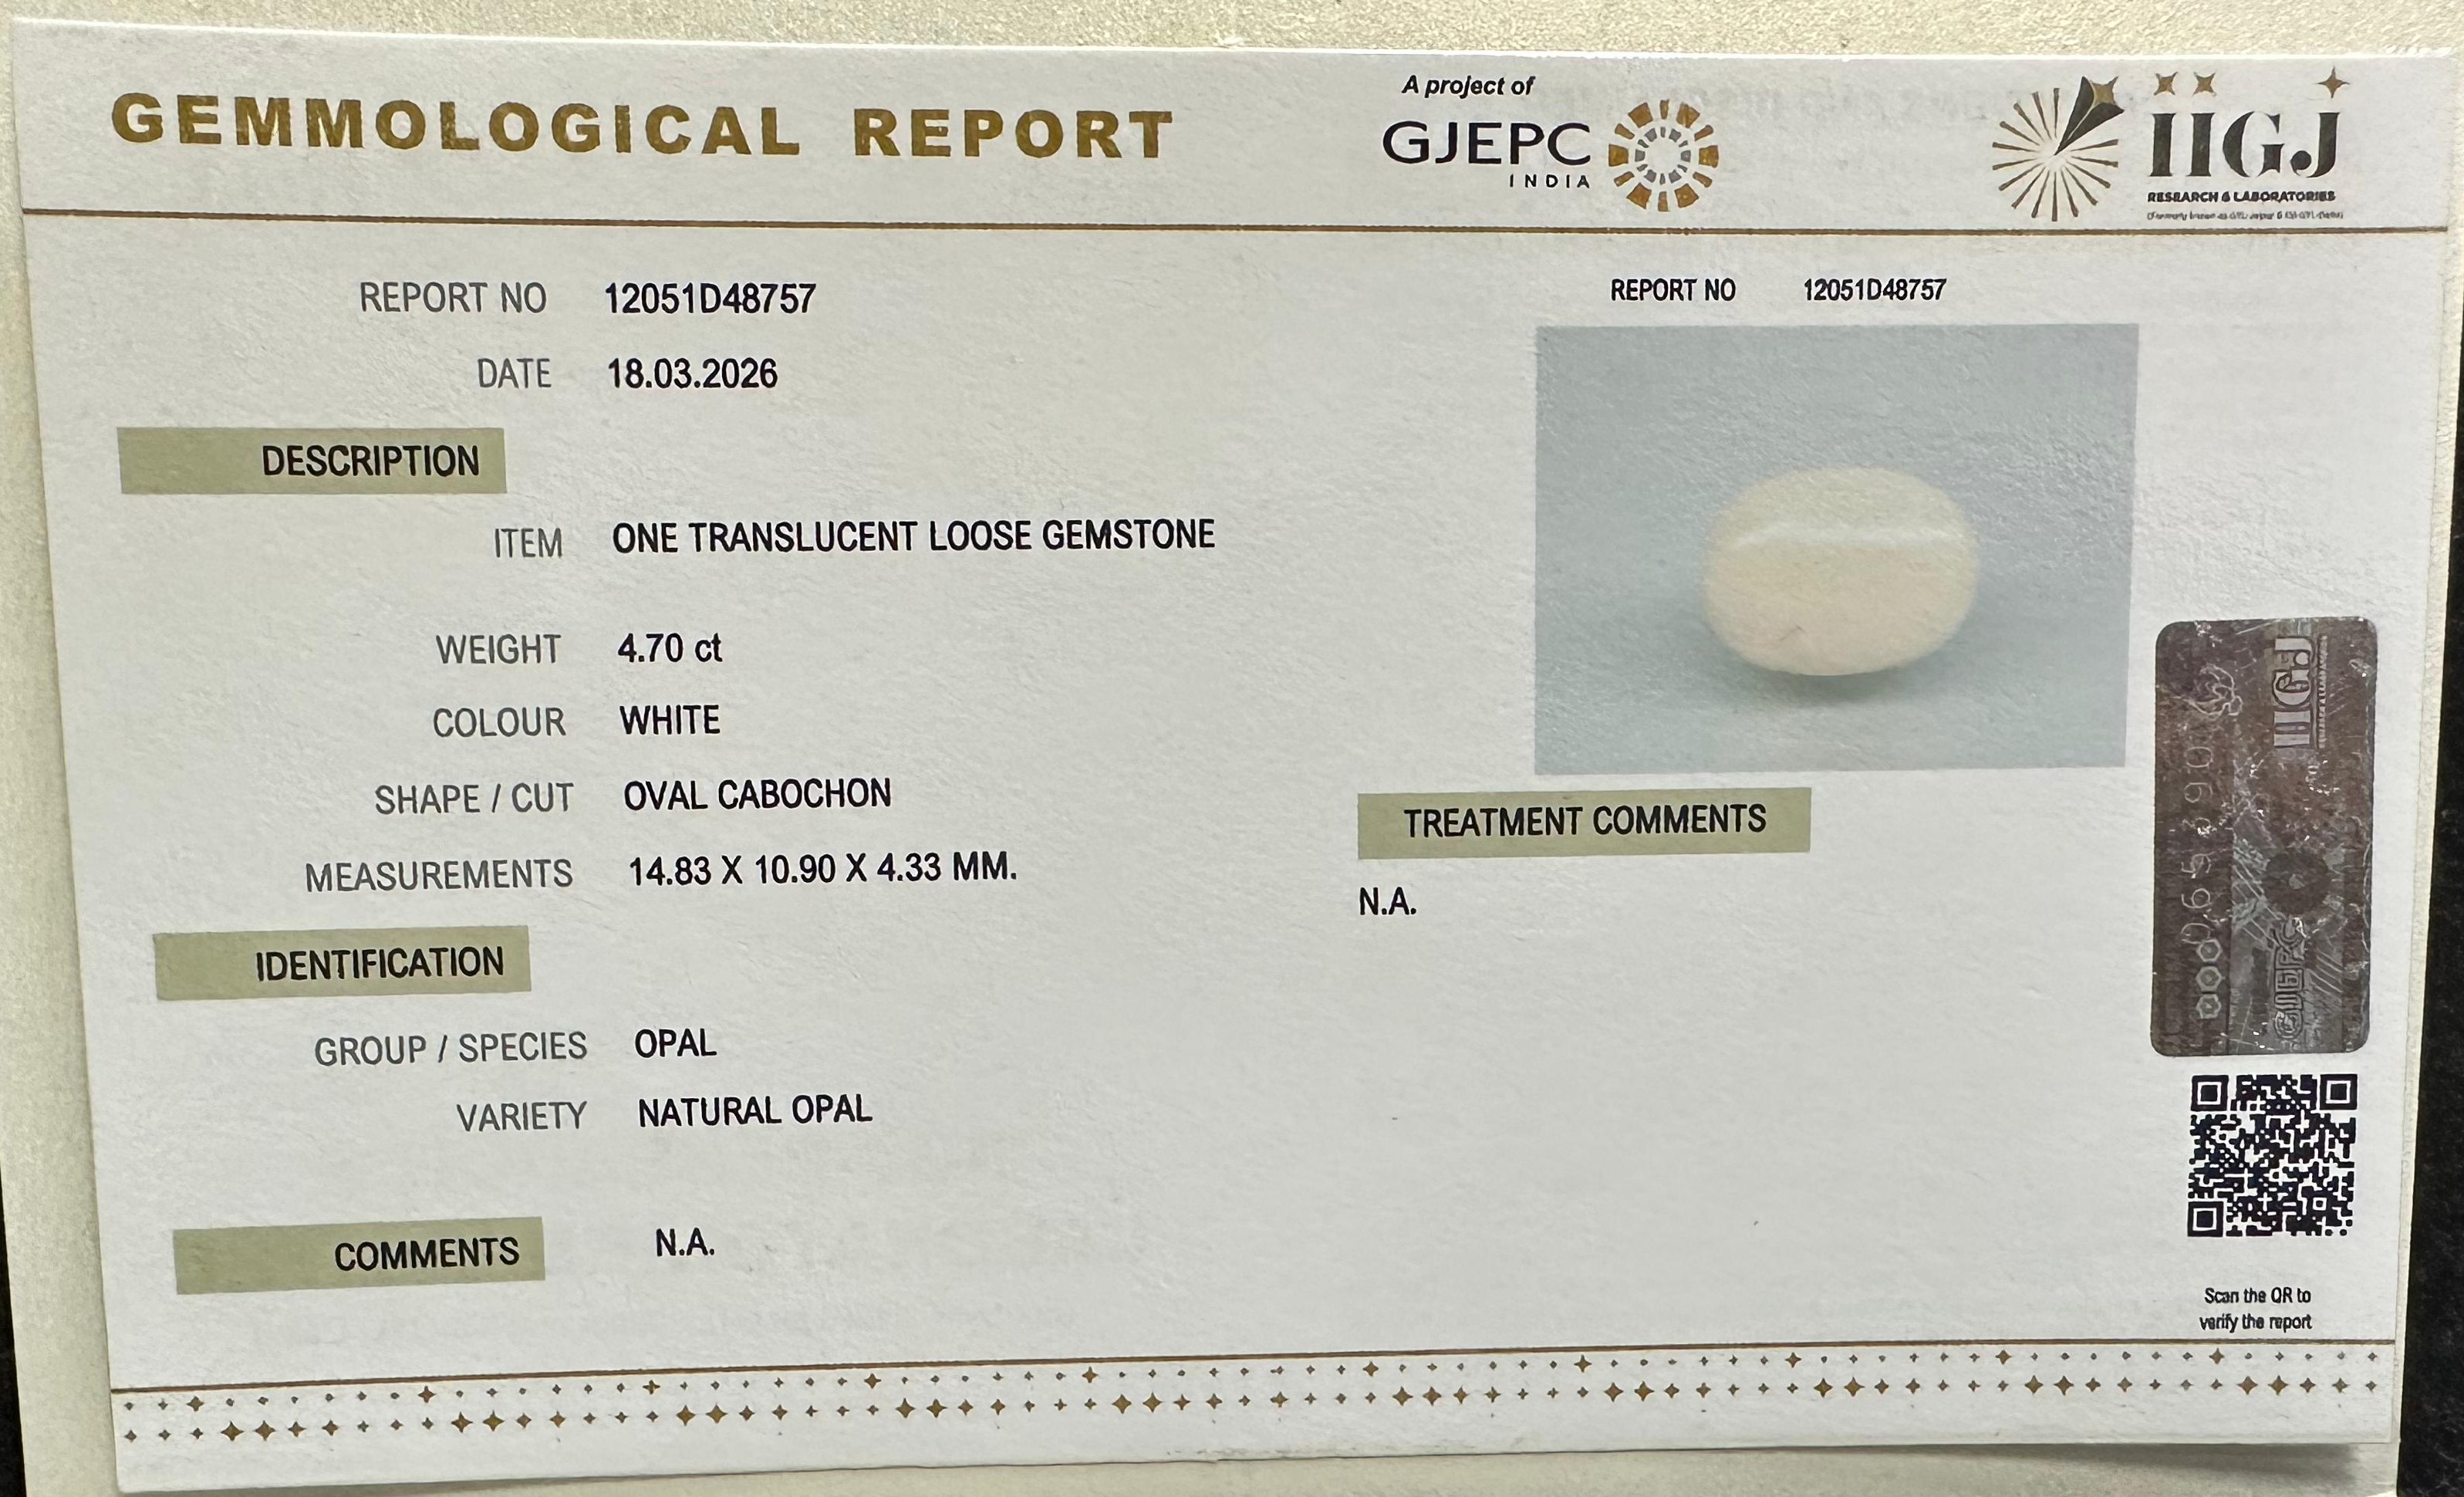 GEMMOLOGICAL REPORT
A project of
GJEPC
INDIA
IIGJ
RESEARCH & LABORATORIES
REPORT NO 12051D48757
DATE 18.03.2026
DESCRIPTION
ITEM ONE TRANSLUCENT LOOSE GEMSTONE
WEIGHT 4.70 ct
COLOUR WHITE
SHAPE / CUT OVAL CABOCHON
MEASUREMENTS 14.83 X 10.90 X 4.33 MM.
IDENTIFICATION
GROUP / SPECIES OPAL
VARIETY NATURAL OPAL
COMMENTS N.A.
REPORT NO 12051D48757
TREATMENT COMMENTS
N.A.
IIGJ
GJEPC
Scan the QR to
verify the report